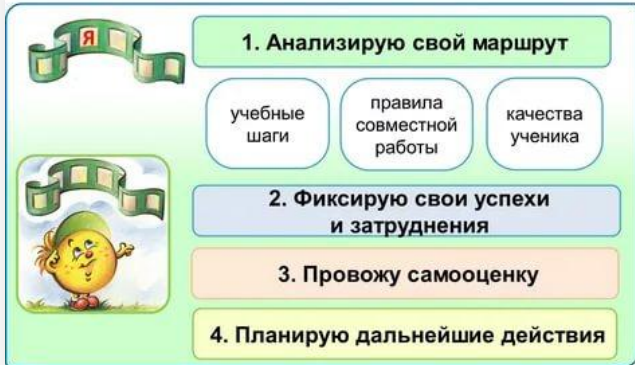 Я
1. Анализирую свой маршрут
учебные
шаги
правила
совместной
работы
качества
ученика
2. Фиксирую свои успехи
и затруднения
3. Провожу самооценку
4. Планирую дальнейшие действия